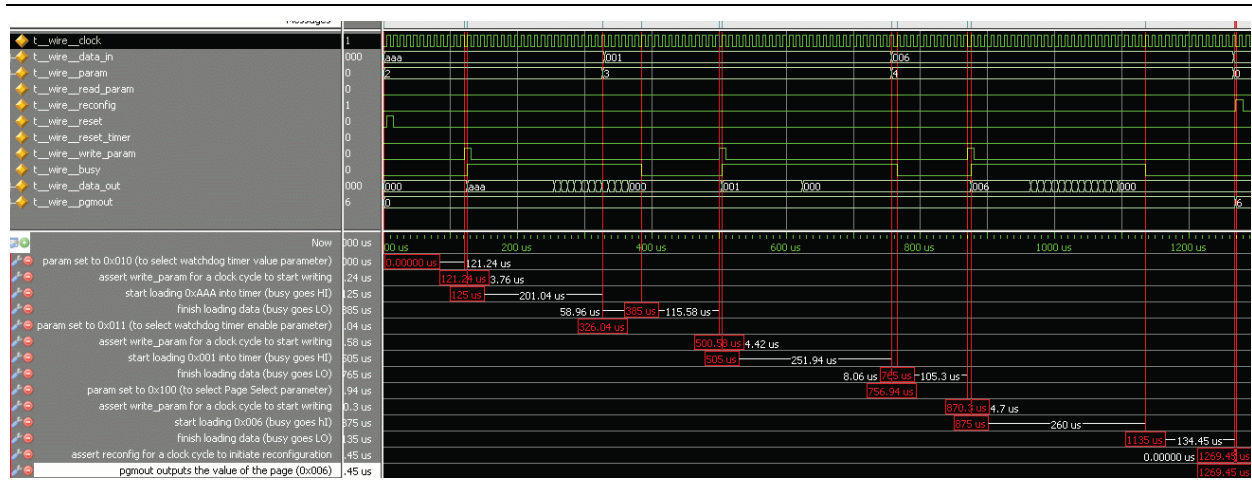 t__wire__clock 1
t__wire__data_in 000 aaa 001 006
t__wire__param 0 2 3 4 0
t__wire__read_param 0
t__wire__reconfig 1
t__wire__reset 0
t__wire__reset_timer 0
t__wire__write_param 0
t__wire__busy 0
t__wire__data_out 000 000 aaa 000 001 000 006 000
t__wire__pgmout 6 0 6
Now 000 us 00 us 200 us 400 us 600 us 800 us 1000 us 1200 us
param set to 0x010 (to select watchdog timer value parameter) 000 us 0.00000 us 121.24 us
assert write_param for a clock cycle to start writing .24 us 121.24 us 3.76 us
start loading 0xAAA into timer (busy goes HI) 125 us 125 us 201.04 us
finish loading data (busy goes LO) 385 us 58.96 us 385 us 115.58 us
param set to 0x011 (to select watchdog timer enable parameter) .04 us 326.04 us
assert write_param for a clock cycle to start writing .58 us 500.58 us 4.42 us
start loading 0x001 into timer (busy goes HI) 505 us 505 us 251.94 us
finish loading data (busy goes LO) 765 us 8.06 us 765 us 105.3 us
param set to 0x100 (to select Page Select parameter) .94 us 756.94 us
assert write_param for a clock cycle to start writing 0.3 us 870.3 us 4.7 us
start loading 0x006 (busy goes hI) 875 us 875 us 260 us
finish loading data (busy goes LO) 135 us 1135 us 134.45 us
assert reconfig for a clock cycle to initiate reconfiguration .45 us 0.00000 us 1269.45 us
pgmout outputs the value of the page (0x006) .45 us 1269.45 us